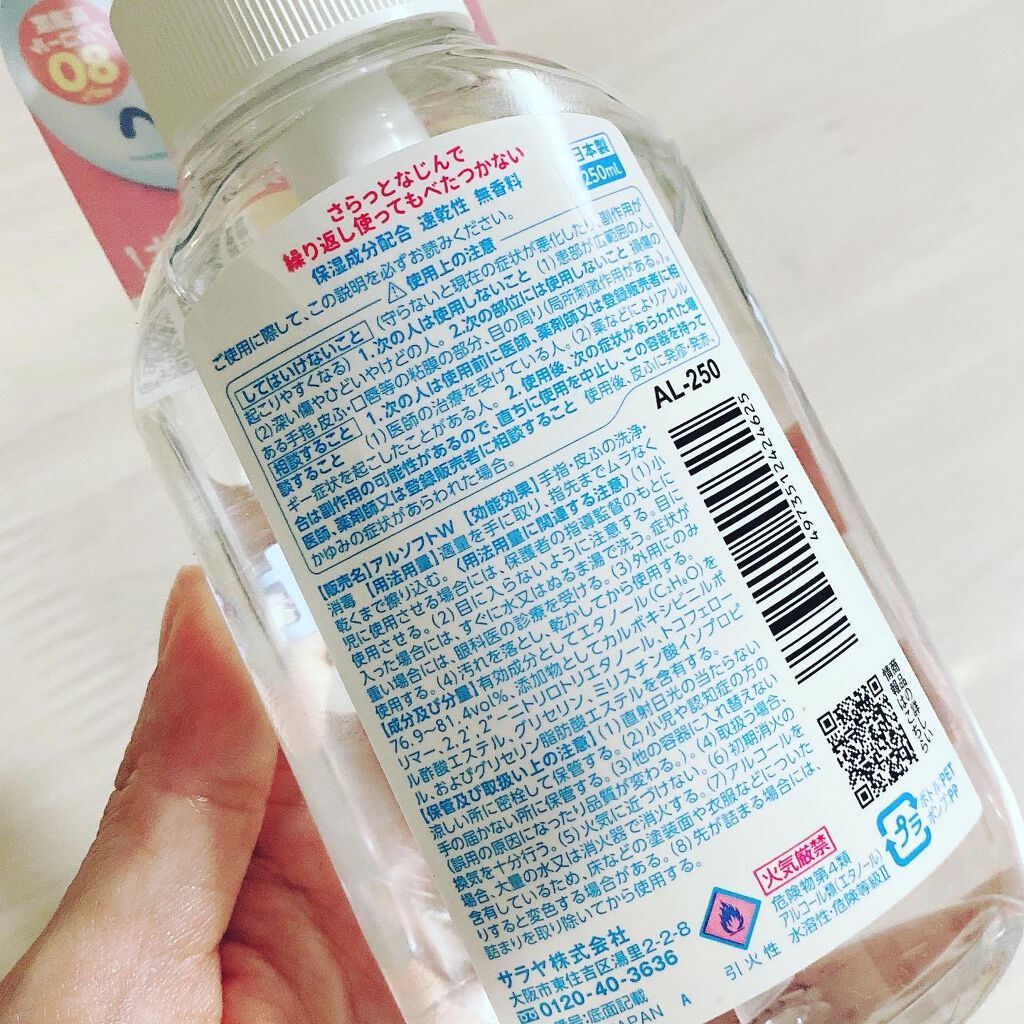 08
さらっとなじんで
繰り返し使ってもべたつかない
保湿成分配合 速乾性 無香料
日本製
250mL
ご使用に際して、この説明を必ずお読みください。
⚠ 使用上の注意
してはいけないこと (守らないと現在の症状が悪化したり、副作用が
起こりやすくなる) 1.次の人は使用しないこと (1)患部が広範囲の人。
(2)深い傷やひどいやけどの人。 2.次の部位には使用しないこと 損傷の
ある手指・皮ふ・口唇等の粘膜の部分、目の周り(局所刺激作用がある。)。
相談すること 1.次の人は使用前に医師、薬剤師又は登録販売者に相
談すること (1)医師の治療を受けている人。(2)薬などによりアレル
ギー症状を起こしたことがある人。 2.使用後、次の症状があらわれた場
合は副作用の可能性があるので、直ちに使用を中止し、この容器を持って
医師、薬剤師又は登録販売者に相談すること 使用後、皮ふに発疹・発赤、
かゆみの症状があらわれた場合。
【販売名】アルソフトW 【効能効果】手指・皮ふの洗浄・
消毒 【用法用量】適量を手に取り、指先までムラなく
乾くまで擦り込む。〈用法用量に関連する注意〉(1)小
児に使用させる場合には、保護者の指導監督のもとに
使用させる。(2)目に入らないように注意する。目に
入った場合には、すぐに水又はぬるま湯で洗う。症状が
重い場合には、眼科医の診療を受ける。(3)外用にのみ
使用する。(4)汚れを落とし、乾かしてから使用する。
【成分及び分量】有効成分としてエタノール(C₂H₆O)を
76.9~81.4vol%、添加物としてカルボキシビニルポ
リマー、2,2',2''-ニトリロトリエタノール、トコフェロー
ル酢酸エステル、グリセリン、ミリスチン酸イソプロピ
ル、およびグリセリン脂肪酸エステルを含有する。
【保管及び取扱い上の注意】(1)直射日光の当たらない
涼しい所に密栓して保管する。(2)小児や認知症の方の
手の届かない所に保管する。(3)他の容器に入れ替えない
(誤用の原因になったり品質が変わる。)。(4)取扱う場合、
換気を十分行う。(5)火気に近づけない。(6)初期消火の
場合、大量の水又は消火器で消火する。(7)アルコールを
含有しているため、床などの塗装面や衣服などについた
りすると変色する場合がある。(8)先が詰まる場合には
詰まりを取り除いてから使用する。
サラヤ株式会社
大阪市東住吉区湯里2-2-8
0120-40-3636
番号:底面記載
JAPAN A
AL-250
4973512424625
商品の詳しい
情報はこちら
プラ
ボトル:PET
ポンプ:PP
火気厳禁
危険物第4類
アルコール類(エタノール)
水溶性・危険等級Ⅱ
引火性